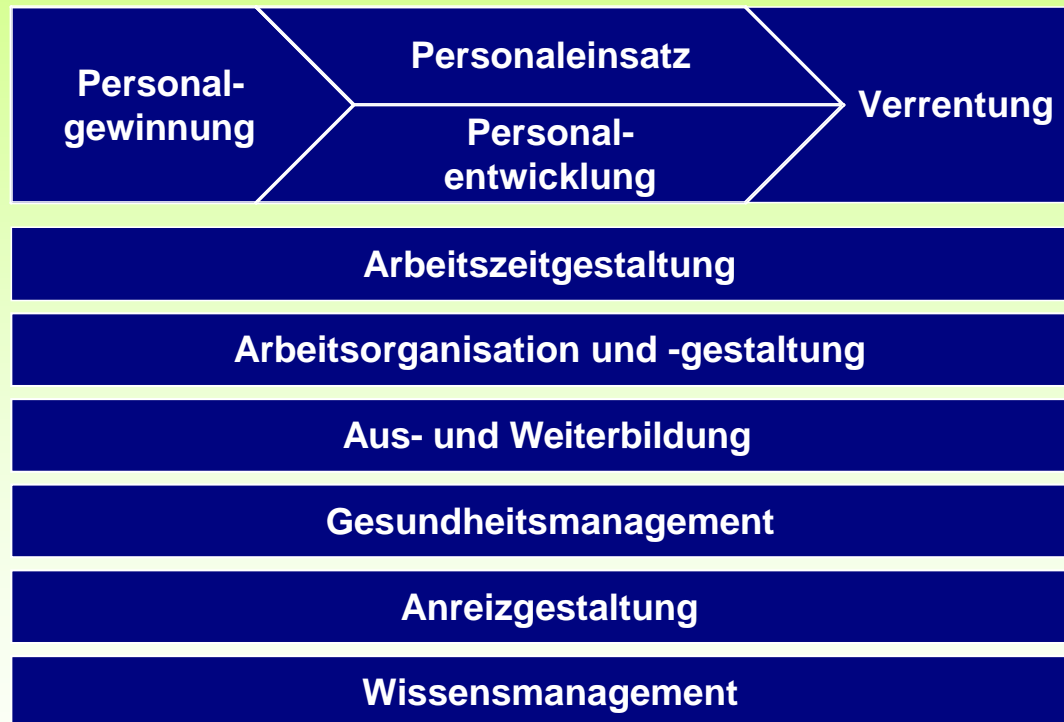 Personal-
gewinnung
Personaleinsatz
Personal-
entwicklung
Verrentung
Arbeitszeitgestaltung
Arbeitsorganisation und -gestaltung
Aus- und Weiterbildung
Gesundheitsmanagement
Anreizgestaltung
Wissensmanagement